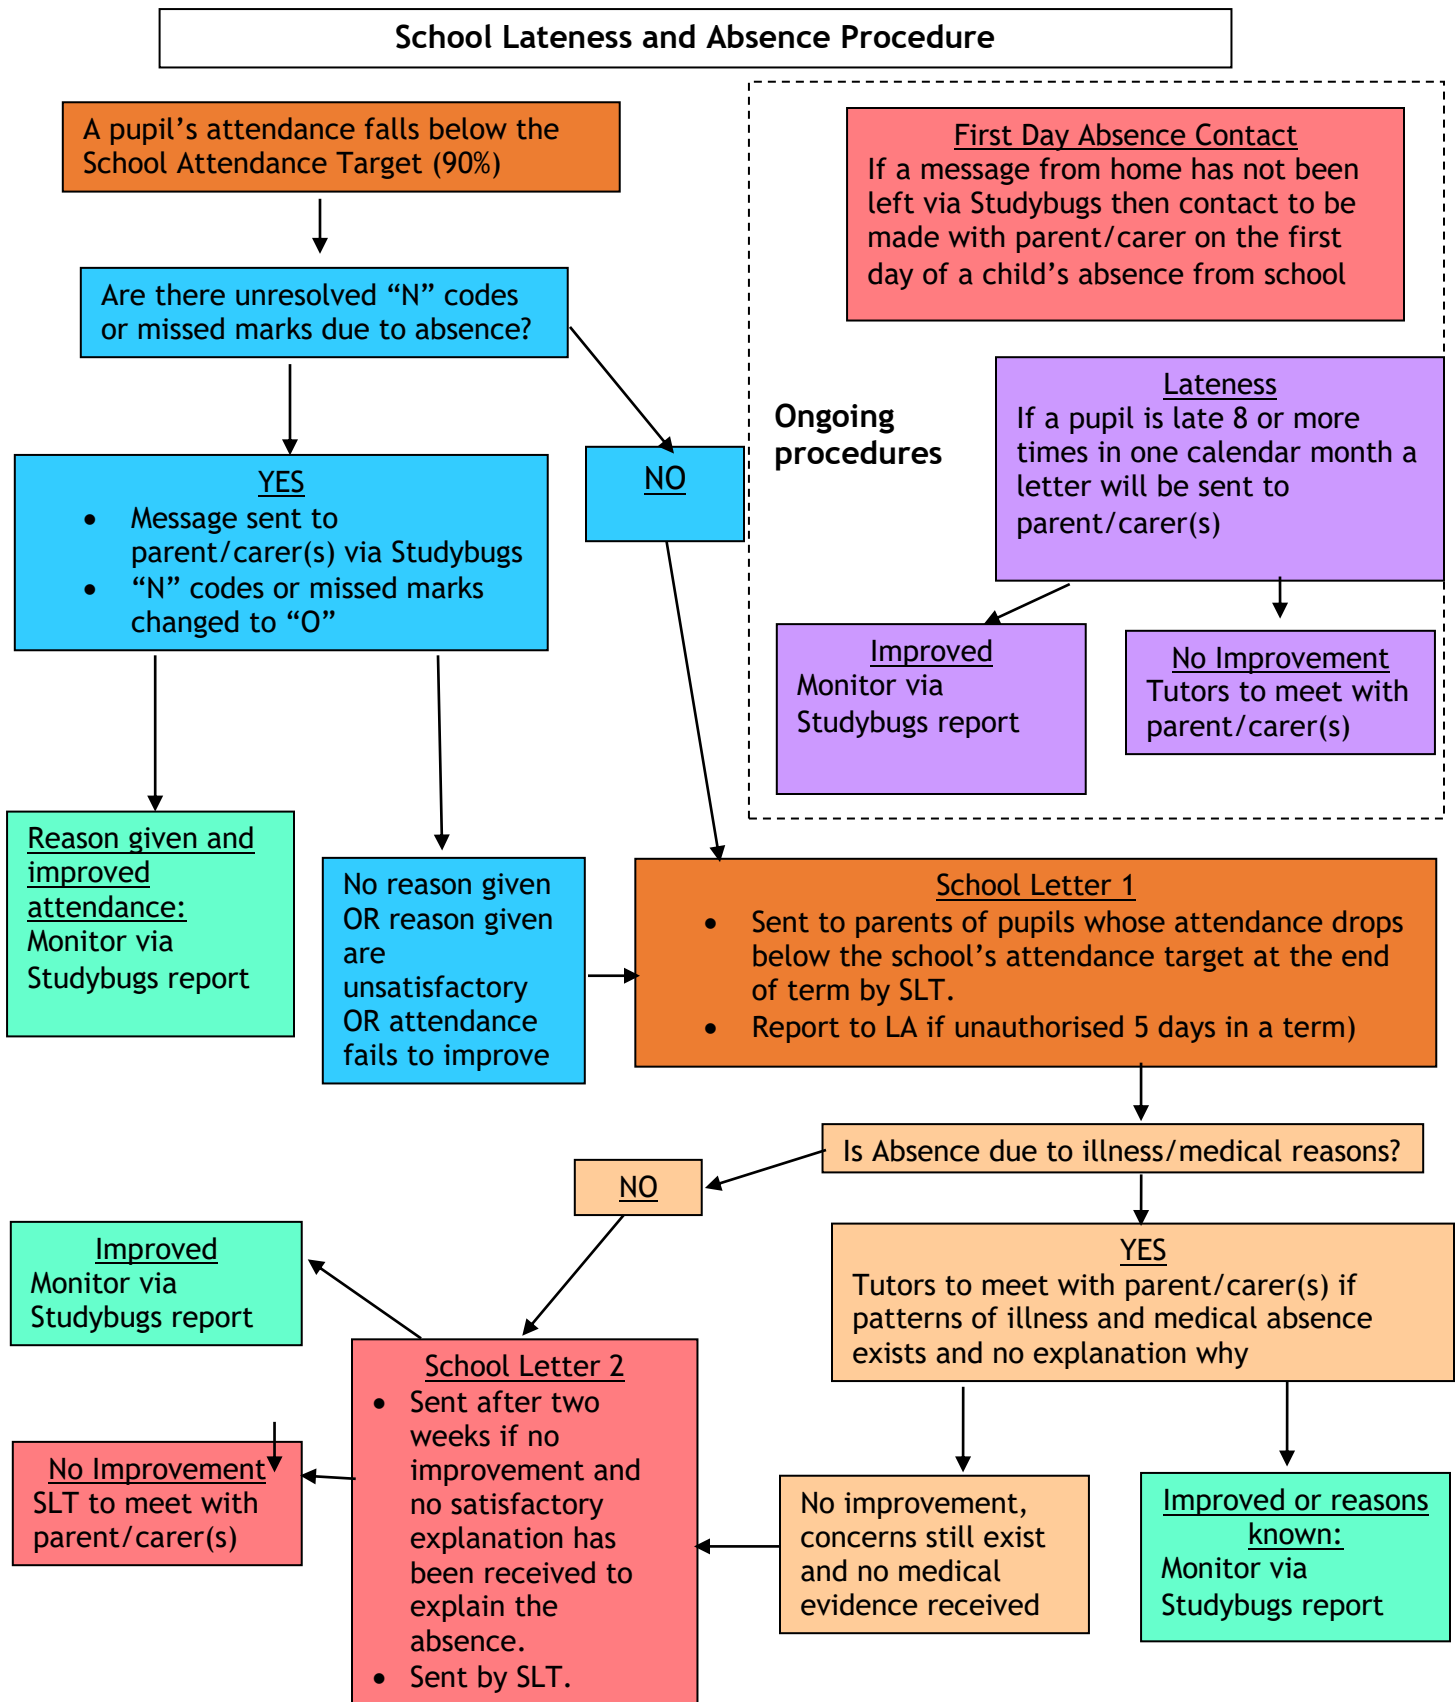 School Lateness and Absence Procedure
A pupil’s attendance falls below the
School Attendance Target (90%)
First Day Absence Contact
If a message from home has not been
left via Studybugs then contact to be
made with parent/carer on the first
day of a child’s absence from school
Are there unresolved “N” codes
or missed marks due to absence?
Ongoing
procedures
Lateness
If a pupil is late 8 or more
times in one calendar month a
letter will be sent to
parent/carer(s)
YES
• Message sent to
parent/carer(s) via Studybugs
• “N” codes or missed marks
changed to “O”
NO
Improved
Monitor via
Studybugs report
No Improvement
Tutors to meet with
parent/carer(s)
Reason given and
improved
attendance:
Monitor via
Studybugs report
No reason given
OR reason given
are
unsatisfactory
OR attendance
fails to improve
School Letter 1
• Sent to parents of pupils whose attendance drops
below the school’s attendance target at the end
of term by SLT.
• Report to LA if unauthorised 5 days in a term)
Is Absence due to illness/medical reasons?
NO
YES
Tutors to meet with parent/carer(s) if
patterns of illness and medical absence
exists and no explanation why
Improved
Monitor via
Studybugs report
School Letter 2
• Sent after two
weeks if no
improvement and
no satisfactory
explanation has
been received to
explain the
absence.
• Sent by SLT.
No Improvement
SLT to meet with
parent/carer(s)
No improvement,
concerns still exist
and no medical
evidence received
Improved or reasons
known:
Monitor via
Studybugs report